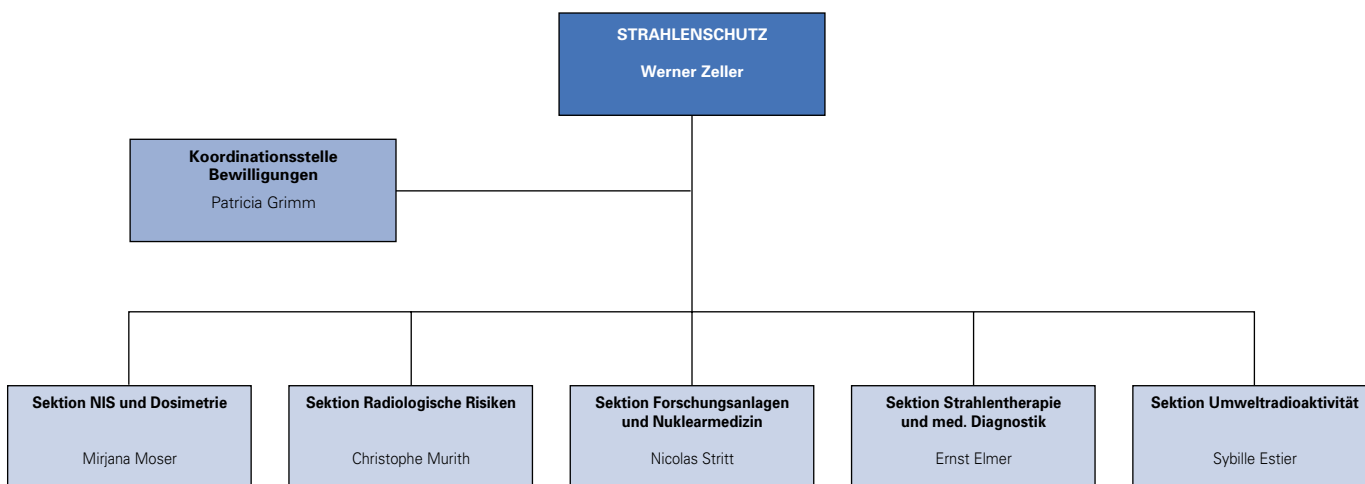 STRAHLENSCHUTZ
Werner Zeller
Koordinationsstelle
Bewilligungen
Patricia Grimm
Sektion NIS und Dosimetrie
Mirjana Moser
Sektion Radiologische Risiken
Christophe Murith
Sektion Forschungsanlagen
und Nuklearmedizin
Nicolas Stritt
Sektion Strahlentherapie
und med. Diagnostik
Ernst Elmer
Sektion Umweltradioaktivität
Sybille Estier